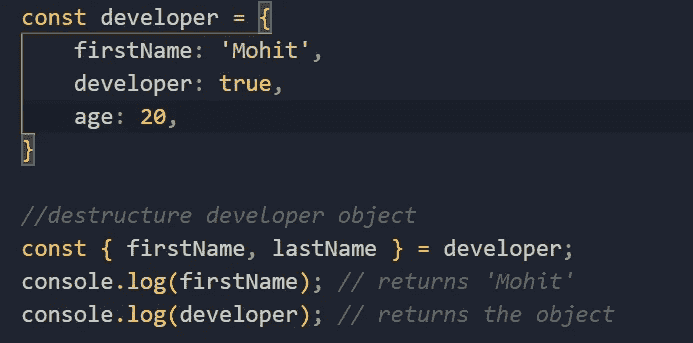 const developer = {
    firstName: 'Mohit',
    developer: true,
    age: 20,
}
//destructure developer object
const { firstName, lastName } = developer;
console.log(firstName); // returns 'Mohit'
console.log(developer); // returns the object